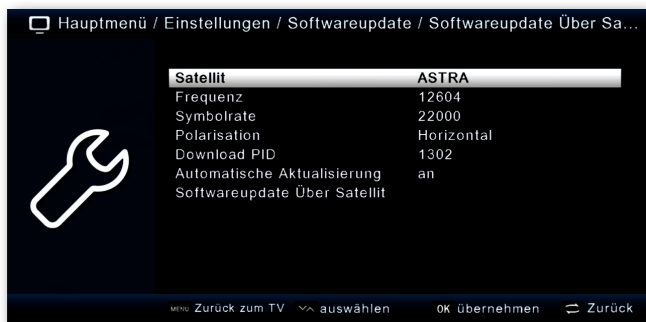 Hauptmenü / Einstellungen / Softwareupdate / Softwareupdate Über Sa...
Satellit ASTRA
Frequenz 12604
Symbolrate 22000
Polarisation Horizontal
Download PID 1302
Automatische Aktualisierung an
Softwareupdate Über Satellit
MENU Zurück zum TV auswählen OK übernehmen Zurück